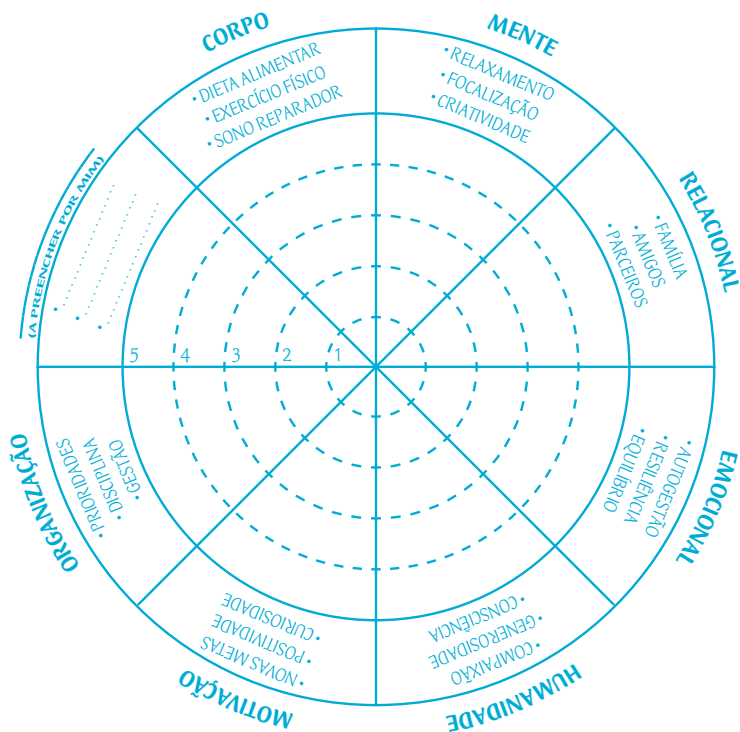 CORPO
• DIETA ALIMENTAR
• EXERCÍCIO FÍSICO
• SONO REPARADOR
MENTE
• RELAXAMENTO
• FOCALIZAÇÃO
• CRIATIVIDADE
RELACIONAL
• FAMÍLIA
• AMIGOS
• PARCEIROS
EMOCIONAL
• AUTOGESTÃO
• RESILIÊNCIA
• EQUILIBRIO
HUMANIDADE
• COMPAIXÃO
• GENEROSIDADE
• CONSCIÊNCIA
MOTIVAÇÃO
• NOVAS METAS
• POSITIVIDADE
• CURIOSIDADE
ORGANIZAÇÃO
• PRIORIDADES
• DISCIPLINA
• GESTÃO
(A PREENCHER POR MIM)
• ....................
• ....................
• ....................
5 4 3 2 1